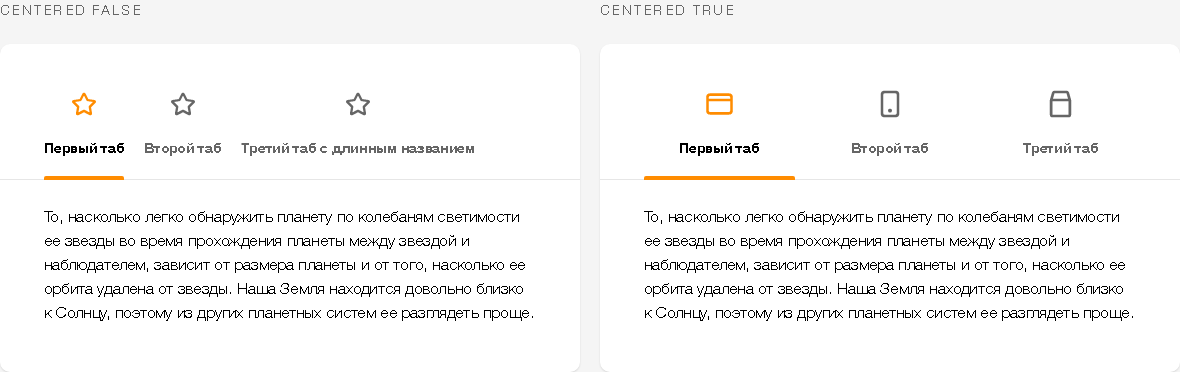 CENTERED FALSE
CENTERED TRUE
Первый таб
Второй таб
Третий таб с длинным названием
То, насколько легко обнаружить планету по колебаням светимости
ее звезды во время прохождения планеты между звездой и
наблюдателем, зависит от размера планеты и от того, насколько ее
орбита удалена от звезды. Наша Земля находится довольно близко
к Солнцу, поэтому из других планетных систем ее разглядеть проще.
Первый таб
Второй таб
Третий таб
То, насколько легко обнаружить планету по колебаням светимости
ее звезды во время прохождения планеты между звездой и
наблюдателем, зависит от размера планеты и от того, насколько ее
орбита удалена от звезды. Наша Земля находится довольно близко
к Солнцу, поэтому из других планетных систем ее разглядеть проще.